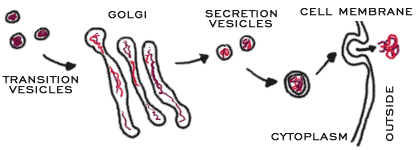 GOLGI
SECRETION
VESICLES
CELL MEMBRANE
TRANSITION
VESICLES
CYTOPLASM
OUTSIDE